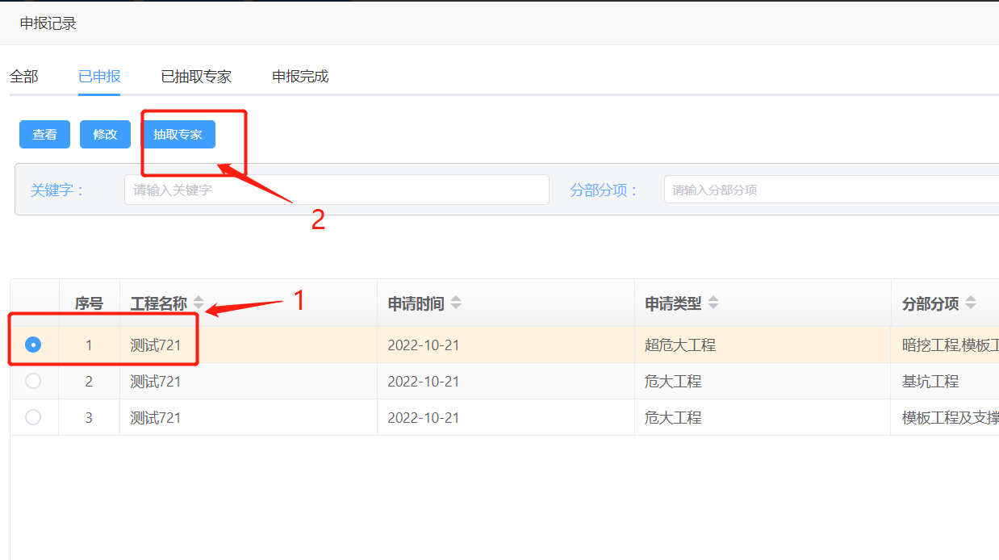 申报记录
全部 已申报 已抽取专家 申报完成
查看 修改 抽取专家
关键字： 请输入关键字 分部分项： 请输入分部分项
2
1
序号 工程名称 申请时间 申请类型 分部分项
1 测试721 2022-10-21 超危大工程 暗挖工程,模板工
2 测试721 2022-10-21 危大工程 基坑工程
3 测试721 2022-10-21 危大工程 模板工程及支撑